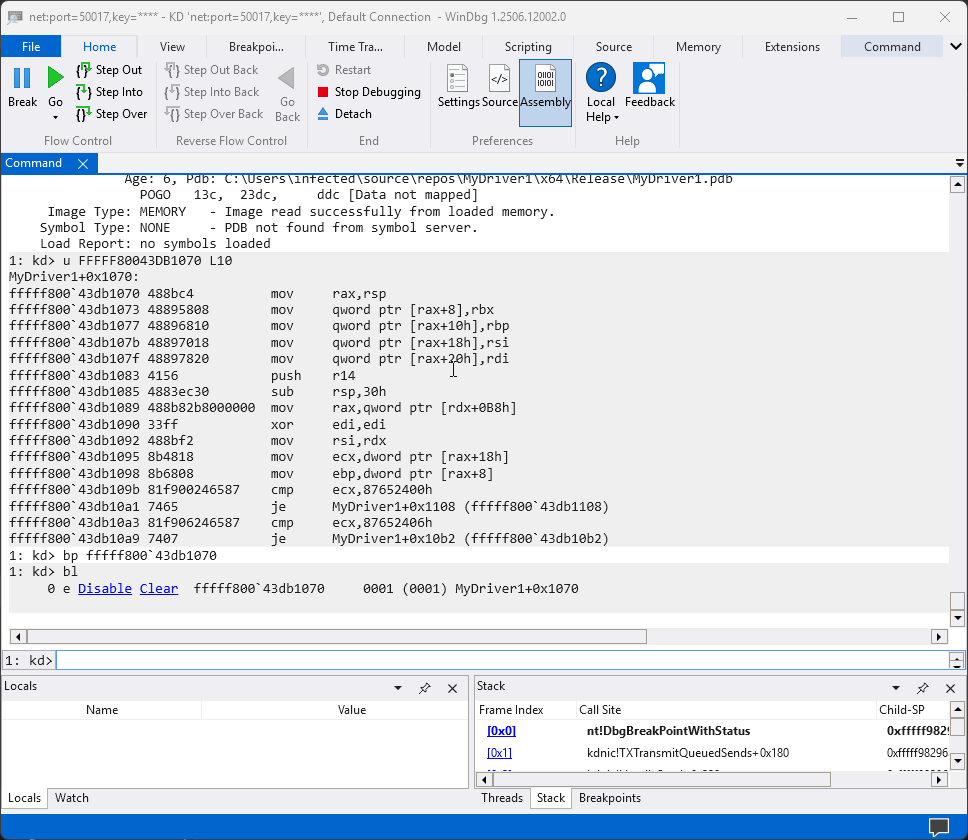 net:port=50017,key=**** - KD 'net:port=50017,key=****', Default Connection - WinDbg 1.2506.12002.0
File Home View Breakpoi... Time Tra... Model Scripting Source Memory Extensions Command
Break
Go
Step Out
Step Into
Step Over
Flow Control
Step Out Back
Step Into Back
Step Over Back
Go Back
Reverse Flow Control
Restart
Stop Debugging
Detach
End
Settings Source Assembly
Preferences
Local Help
Feedback
Help
Command
Age: 6, Pdb: C:\Users\infected\source\repos\MyDriver1\x64\Release\MyDriver1.pdb
POGO 13c, 23dc, ddc [Data not mapped]
Image Type: MEMORY - Image read successfully from loaded memory.
Symbol Type: NONE - PDB not found from symbol server.
Load Report: no symbols loaded
1: kd> u FFFFF80043DB1070 L10
MyDriver1+0x1070:
fffff800`43db1070 488bc4 mov rax,rsp
fffff800`43db1073 48895808 mov qword ptr [rax+8],rbx
fffff800`43db1077 48896810 mov qword ptr [rax+10h],rbp
fffff800`43db107b 48897018 mov qword ptr [rax+18h],rsi
fffff800`43db107f 48897820 mov qword ptr [rax+20h],rdi
fffff800`43db1083 4156 push r14
fffff800`43db1085 4883ec30 sub rsp,30h
fffff800`43db1089 488b82b8000000 mov rax,qword ptr [rdx+0B8h]
fffff800`43db1090 33ff xor edi,edi
fffff800`43db1092 488bf2 mov rsi,rdx
fffff800`43db1095 8b4818 mov ecx,dword ptr [rax+18h]
fffff800`43db1098 8b6808 mov ebp,dword ptr [rax+8]
fffff800`43db109b 81f900246587 cmp ecx,87652400h
fffff800`43db10a1 7465 je MyDriver1+0x1108 (fffff800`43db1108)
fffff800`43db10a3 81f906246587 cmp ecx,87652406h
fffff800`43db10a9 7407 je MyDriver1+0x10b2 (fffff800`43db10b2)
1: kd> bp fffff800`43db1070
1: kd> bl
0 e Disable Clear fffff800`43db1070 0001 (0001) MyDriver1+0x1070
1: kd>
Locals
Name Value
Locals Watch
Stack
Frame Index Call Site Child-SP
[0x0] nt!DbgBreakPointWithStatus 0xfffff982
[0x1] kdnic!TXTransmitQueuedSends+0x180 0xfffff98296
Threads Stack Breakpoints